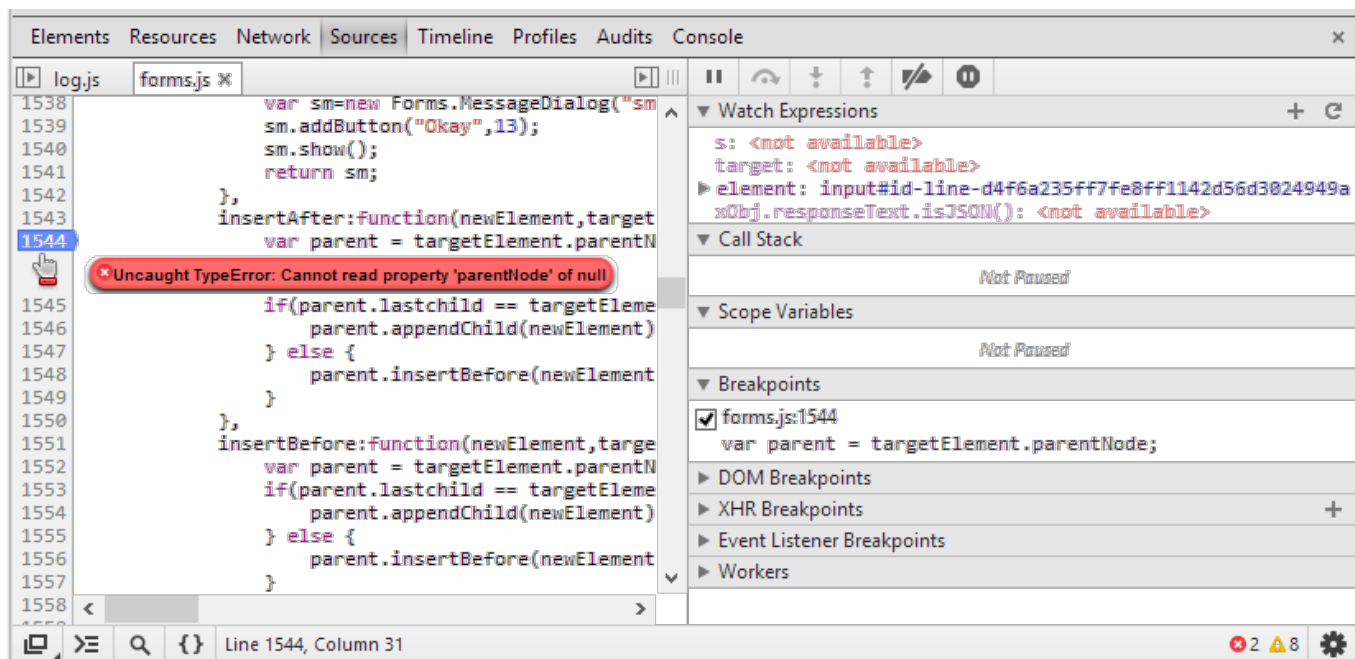 Elements Resources Network Sources Timeline Profiles Audits Console
log.js forms.js
1538 var sm=new Forms.MessageDialog("sm
1539 sm.addButton("Okay",13);
1540 sm.show();
1541 return sm;
1542 },
1543 insertAfter:function(newElement,target
1544 var parent = targetElement.parentN
Uncaught TypeError: Cannot read property 'parentNode' of null
1545 if(parent.lastchild == targetEleme
1546 parent.appendChild(newElement)
1547 } else {
1548 parent.insertBefore(newElement
1549 }
1550 },
1551 insertBefore:function(newElement,targe
1552 var parent = targetElement.parentN
1553 if(parent.lastchild == targetEleme
1554 parent.appendChild(newElement)
1555 } else {
1556 parent.insertBefore(newElement
1557 }
1558
Watch Expressions
s: <not available>
target: <not available>
element: input#id-line-d4f6a235ff7fe8ff1142d56d3024949a
xObj.responseText.isJSON(): <not available>
Call Stack
Not Paused
Scope Variables
Not Paused
Breakpoints
forms.js:1544
var parent = targetElement.parentNode;
DOM Breakpoints
XHR Breakpoints
Event Listener Breakpoints
Workers
Line 1544, Column 31
2 8